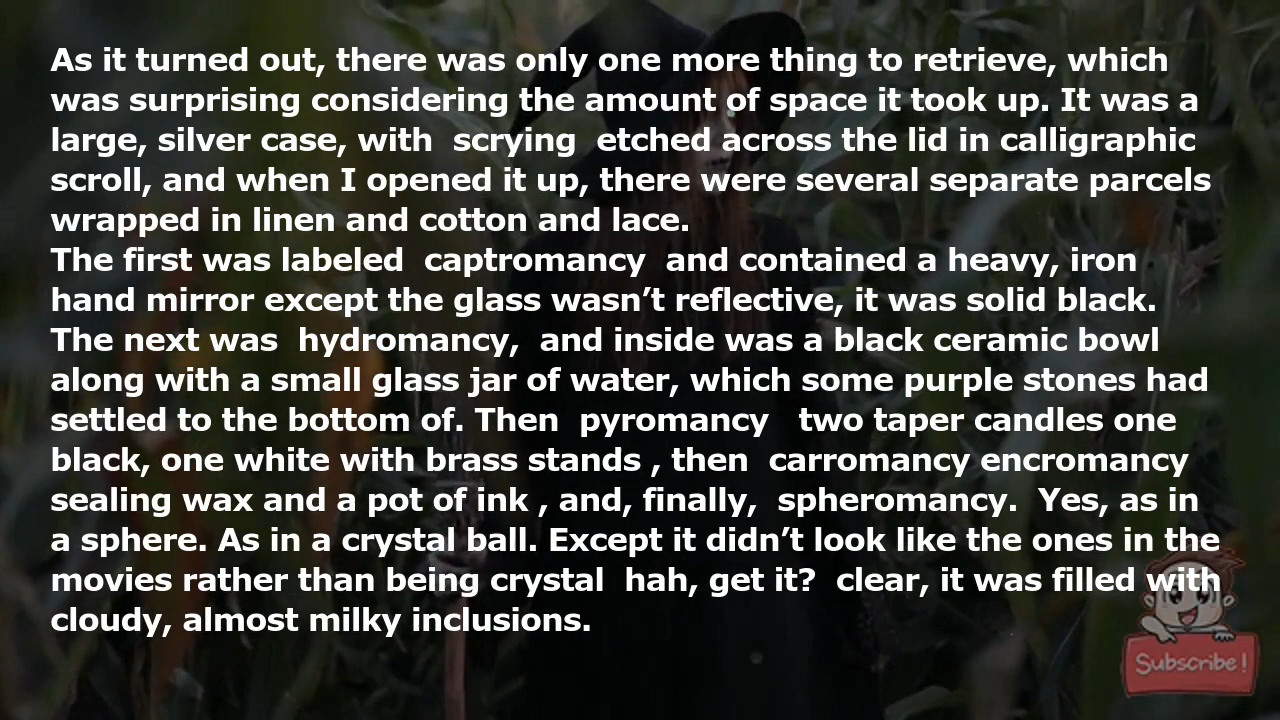 As it turned out, there was only one more thing to retrieve, which
was surprising considering the amount of space it took up. It was a
large, silver case, with  scrying  etched across the lid in calligraphic
scroll, and when I opened it up, there were several separate parcels
wrapped in linen and cotton and lace.
The first was labeled  captromancy  and contained a heavy, iron
hand mirror except the glass wasn’t reflective, it was solid black.
The next was  hydromancy,  and inside was a black ceramic bowl
along with a small glass jar of water, which some purple stones had
settled to the bottom of. Then  pyromancy   two taper candles one
black, one white with brass stands , then  carromancy encromancy
sealing wax and a pot of ink , and, finally,  spheromancy.  Yes, as in
a sphere. As in a crystal ball. Except it didn’t look like the ones in the
movies rather than being crystal  hah, get it?  clear, it was filled with
cloudy, almost milky inclusions.
Subscribe!